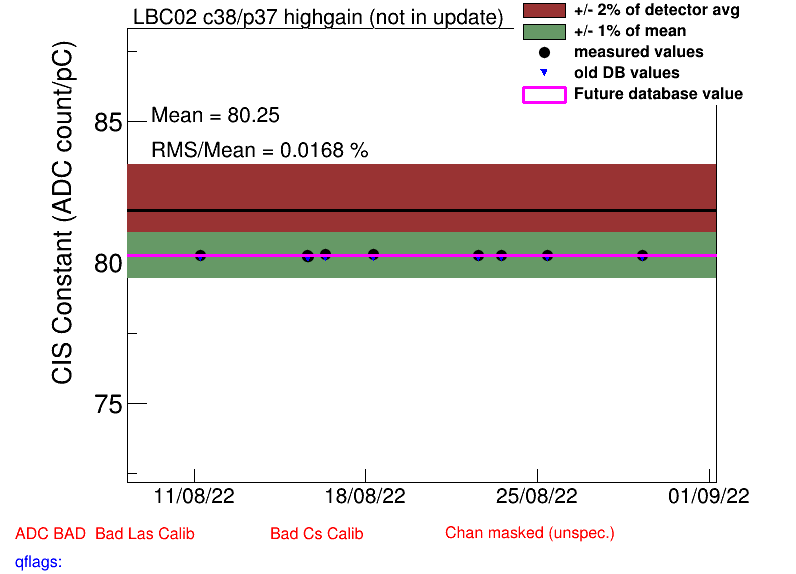 LBC02 c38/p37 highgain (not in update)
+/- 2% of detector avg
+/- 1% of mean
measured values
old DB values
Future database value
CIS Constant (ADC count/pC)
Mean = 80.25
RMS/Mean = 0.0168 %
85
80
75
11/08/22 18/08/22 25/08/22 01/09/22
ADC BAD Bad Las Calib Bad Cs Calib Chan masked (unspec.)
qflags: